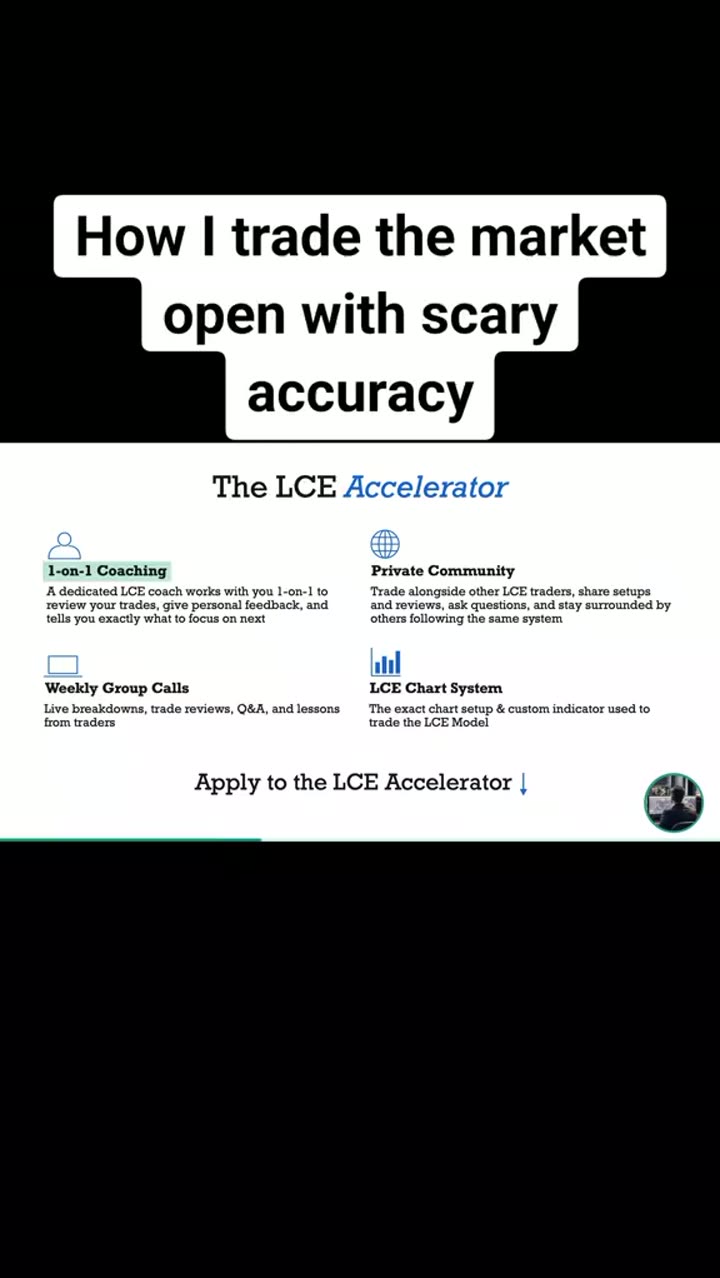 How I trade the market
open with scary
accuracy
The LCE Accelerator
1-on-1 Coaching
A dedicated LCE coach works with you 1-on-1 to
review your trades, give personal feedback, and
tells you exactly what to focus on next
Private Community
Trade alongside other LCE traders, share setups
and reviews, ask questions, and stay surrounded by
others following the same system
Weekly Group Calls
Live breakdowns, trade reviews, Q&A, and lessons
from traders
LCE Chart System
The exact chart setup & custom indicator used to
trade the LCE Model
Apply to the LCE Accelerator ↓